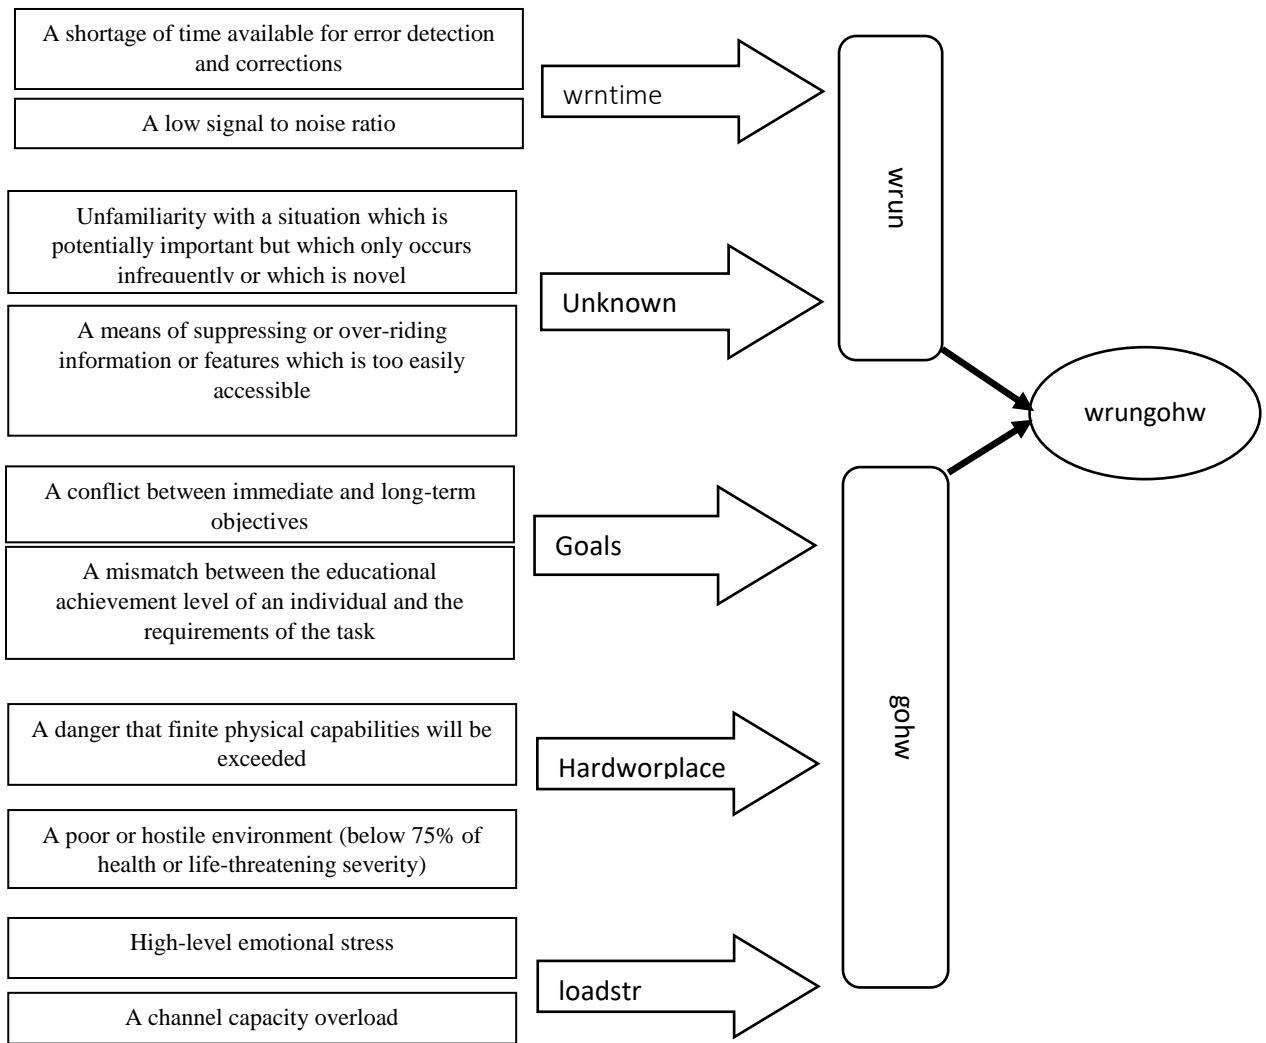 A shortage of time available for error detection
and corrections
A low signal to noise ratio
wrntime
Unfamiliarity with a situation which is
potentially important but which only occurs
infrequently or which is novel
A means of suppressing or over-riding
information or features which is too easily
accessible
Unknown
wrun
wrungohw
A conflict between immediate and long-term
objectives
A mismatch between the educational
achievement level of an individual and the
requirements of the task
Goals
A danger that finite physical capabilities will be
exceeded
A poor or hostile environment (below 75% of
health or life-threatening severity)
Hardworplace
gohw
High-level emotional stress
A channel capacity overload
loadstr